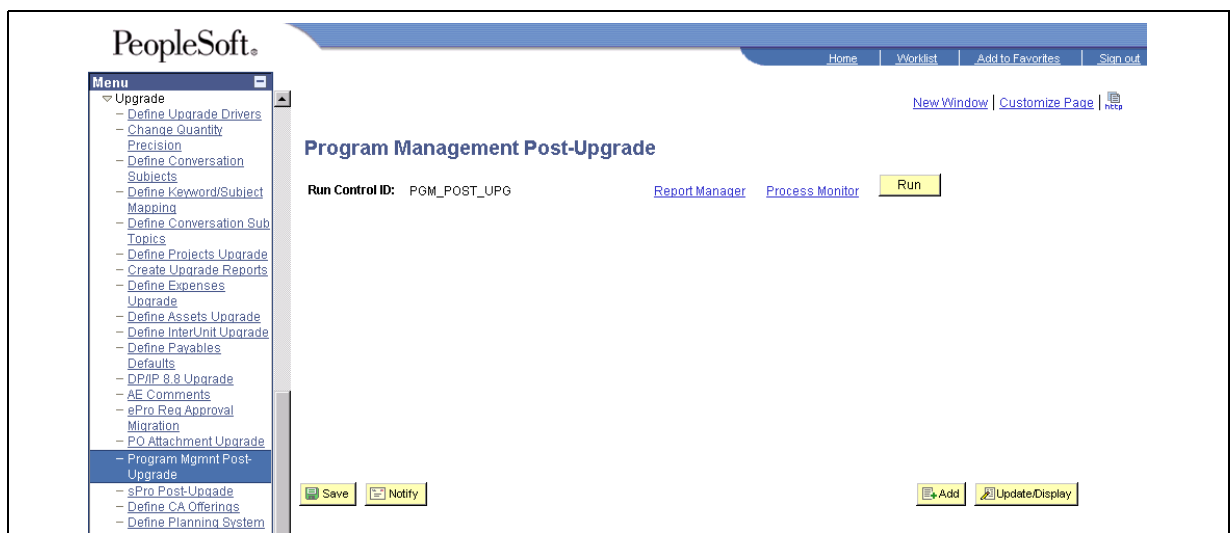 PeopleSoft®
Home Worklist Add to Favorites Sign out
Menu
Upgrade
– Define Upgrade Drivers
– Change Quantity
Precision
– Define Conversation
Subjects
– Define Keyword/Subject
Mapping
– Define Conversation Sub
Topics
– Define Projects Upgrade
– Create Upgrade Reports
– Define Expenses
Upgrade
– Define Assets Upgrade
– Define InterUnit Upgrade
– Define Payables
Defaults
– DP/IP 8.8 Upgrade
– AE Comments
– ePro Req Approval
Migration
– PO Attachment Upgrade
– Program Mgmnt Post-
Upgrade
– sPro Post-Upgade
– Define CA Offerings
– Define Planning System
New Window | Customize Page | http
Program Management Post-Upgrade
Run Control ID: PGM_POST_UPG Report Manager Process Monitor Run
Save Notify Add Update/Display